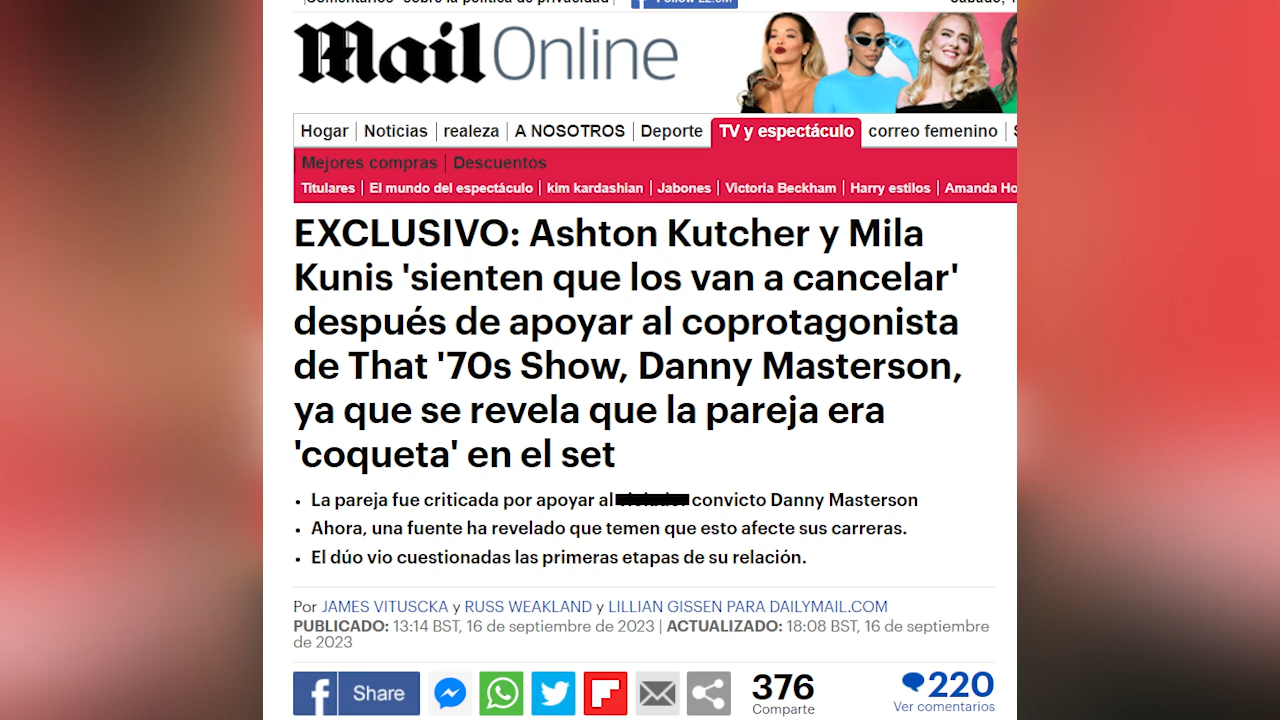 Mail Online
Hogar Noticias realeza A NOSOTROS Deporte TV y espectáculo correo femenino
Mejores compras Descuentos
Titulares El mundo del espectáculo kim kardashian Jabones Victoria Beckham Harry estilos Amanda
EXCLUSIVO: Ashton Kutcher y Mila
Kunis 'sienten que los van a cancelar'
después de apoyar al coprotagonista
de That '70s Show, Danny Masterson,
ya que se revela que la pareja era
'coqueta' en el set
• La pareja fue criticada por apoyar al convicto Danny Masterson
• Ahora, una fuente ha revelado que temen que esto afecte sus carreras.
• El dúo vio cuestionadas las primeras etapas de su relación.
Por JAMES VITUSCKA y RUSS WEAKLAND y LILLIAN GISSEN PARA DAILYMAIL.COM
PUBLICADO: 13:14 BST, 16 de septiembre de 2023 | ACTUALIZADO: 18:08 BST, 16 de septiembre
de 2023
Share
376
Comparte
220
Ver comentarios